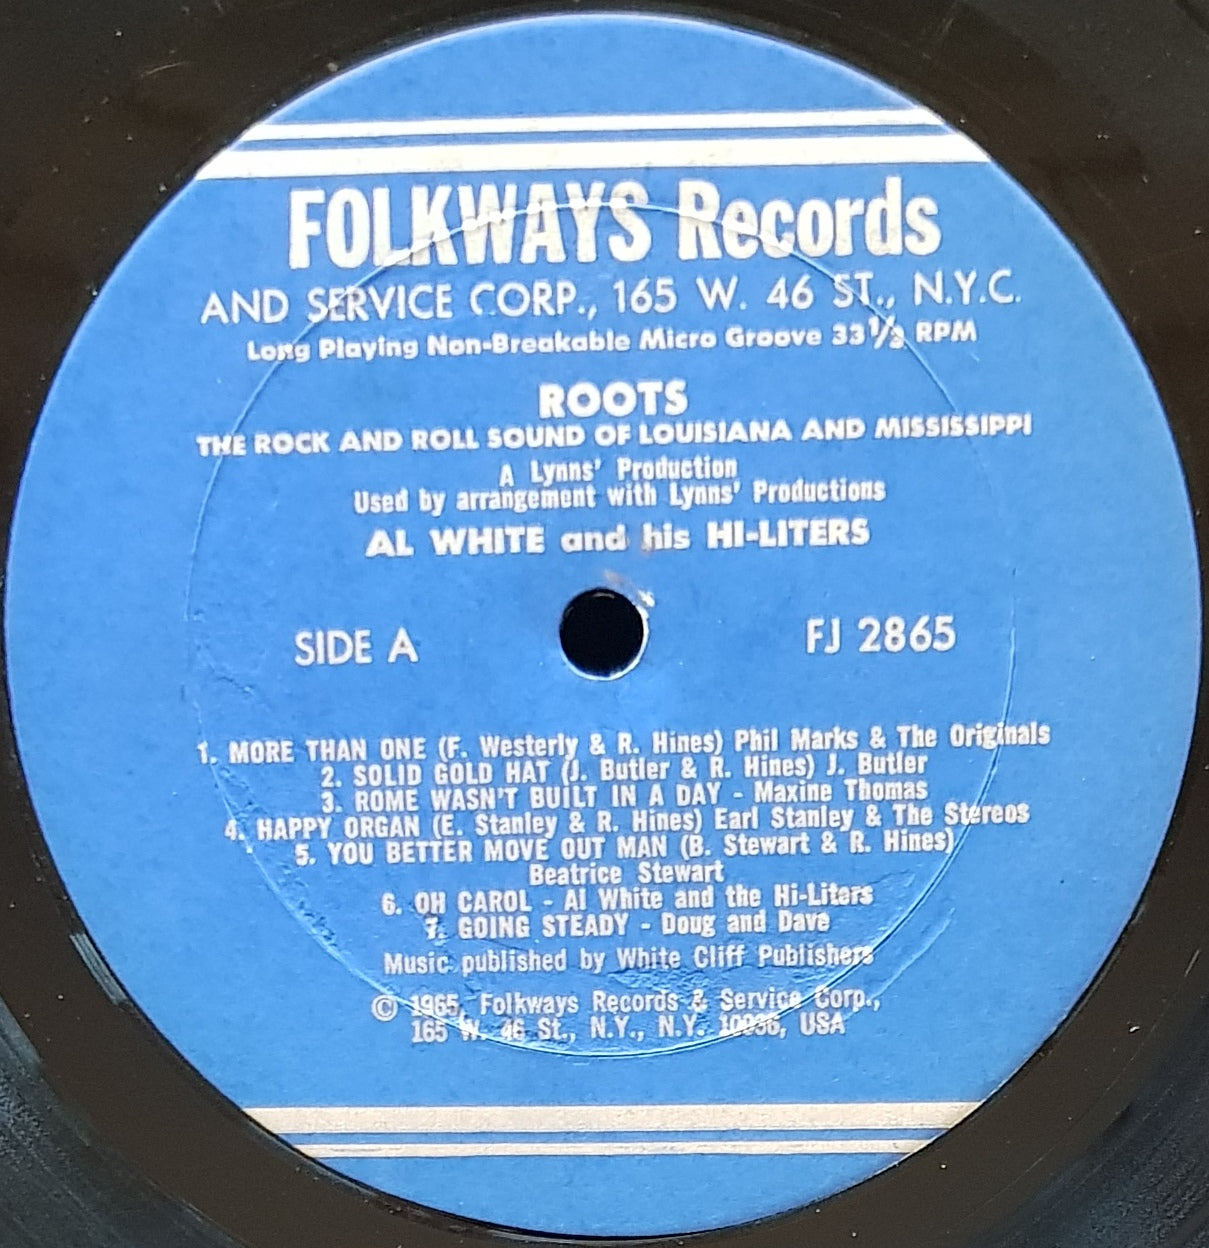 FOLKWAYS Records
AND SERVICE CORP., 165 W. 46 ST., N.Y.C.
Long Playing Non-Breakable Micro Groove 33⅓ RPM
ROOTS
THE ROCK AND ROLL SOUND OF LOUISIANA AND MISSISSIPPI
A Lynns' Production
Used by arrangement with Lynns' Productions
AL WHITE and his HI-LITERS
SIDE A FJ 2865
1. MORE THAN ONE (F. Westerly & R. Hines) Phil Marks & The Originals
2. SOLID GOLD HAT (J. Butler & R. Hines) J. Butler
3. ROME WASN'T BUILT IN A DAY - Maxine Thomas
4. HAPPY ORGAN (E. Stanley & R. Hines) Earl Stanley & The Stereos
5. YOU BETTER MOVE OUT MAN (B. Stewart & R. Hines)
Beatrice Stewart
6. OH CAROL - Al White and the Hi-Liters
7. GOING STEADY - Doug and Dave
Music published by White Cliff Publishers
© 1965, Folkways Records & Service Corp.,
165 W. 46 St., N.Y., N.Y. 10036, USA